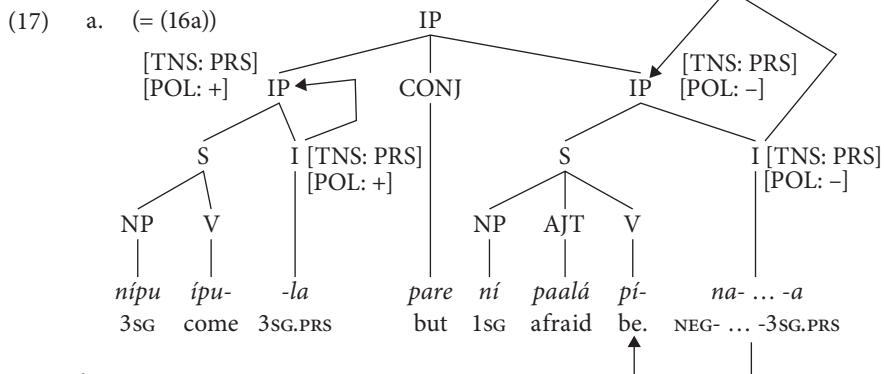 (17) a. (= (16a)) IP
[TNS: PRS] [TNS: PRS]
[POL: +] IP CONJ IP [POL: –]
S I [TNS: PRS] S I [TNS: PRS]
[POL: +] [POL: –]
NP V NP AJT V
nípu ípu- -la pare ní paalá pí- na- … -a
3SG come 3SG.PRS but 1SG afraid be. NEG- … -3SG.PRS